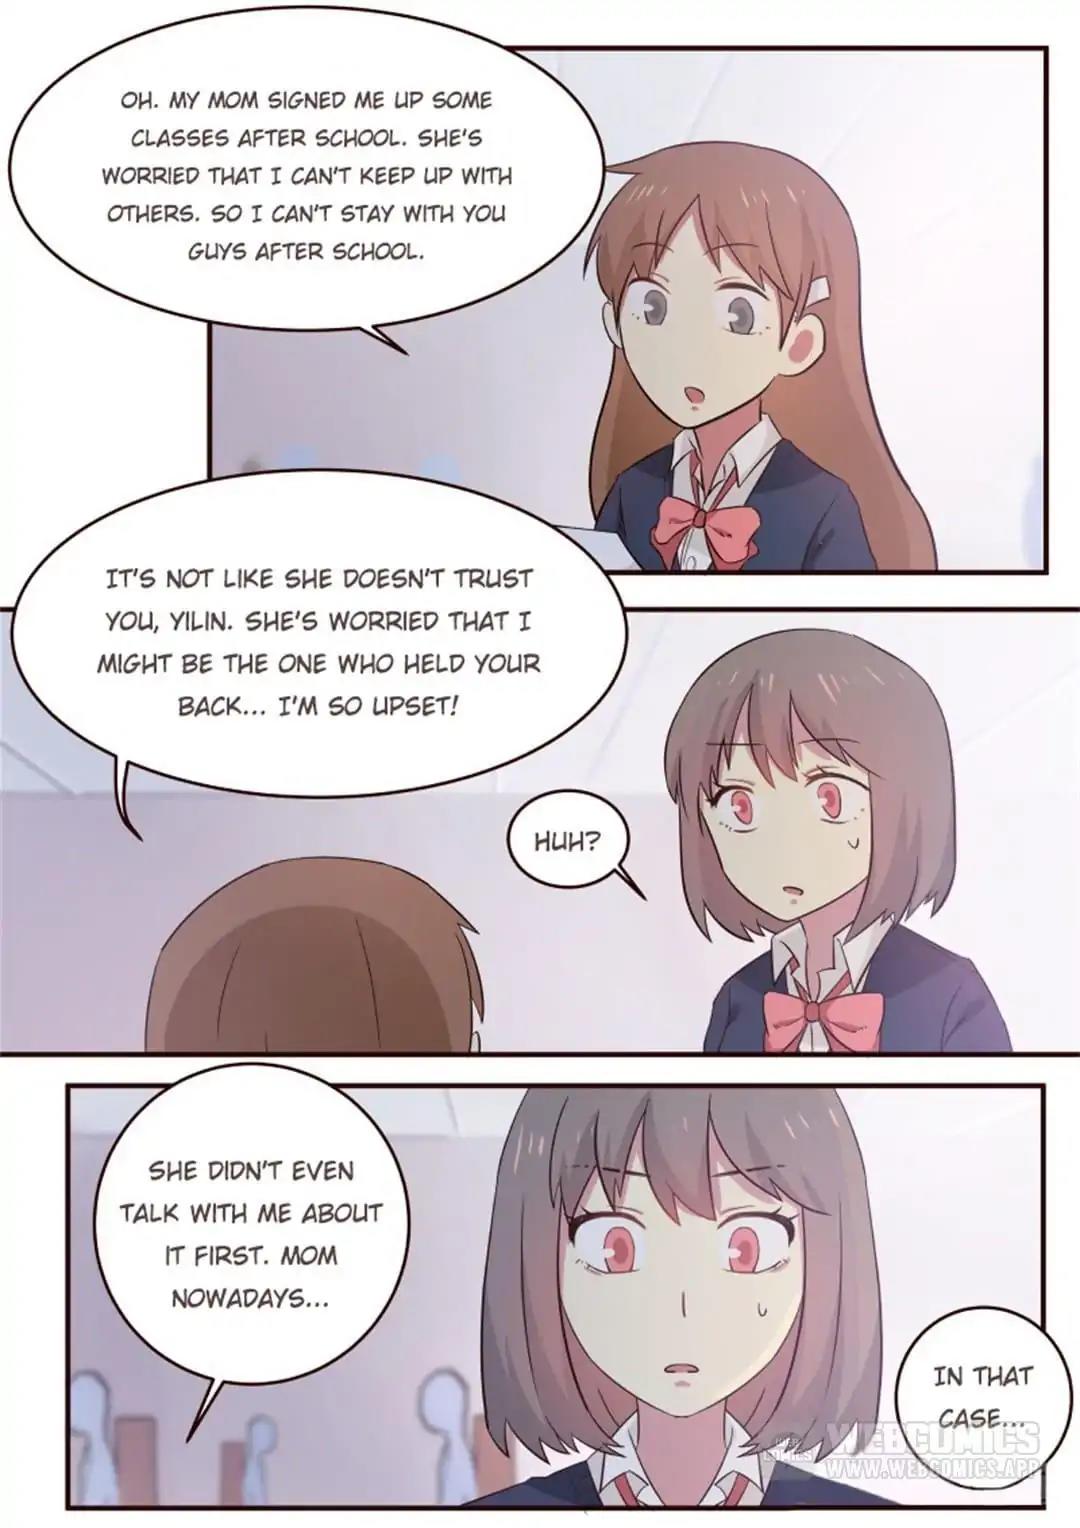 OH. MY MOM SIGNED ME UP SOME
CLASSES AFTER SCHOOL. SHE'S
WORRIED THAT I CAN'T KEEP UP WITH
OTHERS. SO I CAN'T STAY WITH YOU
GUYS AFTER SCHOOL.
IT'S NOT LIKE SHE DOESN'T TRUST
YOU, YILIN. SHE'S WORRIED THAT I
MIGHT BE THE ONE WHO HELD YOUR
BACK... I'M SO UPSET!
HUH?
SHE DIDN'T EVEN
TALK WITH ME ABOUT
IT FIRST. MOM
NOWADAYS...
IN THAT
CASE...
WEB
COMICS
WEBCOMICS
WWW.WEBCOMICS.APP